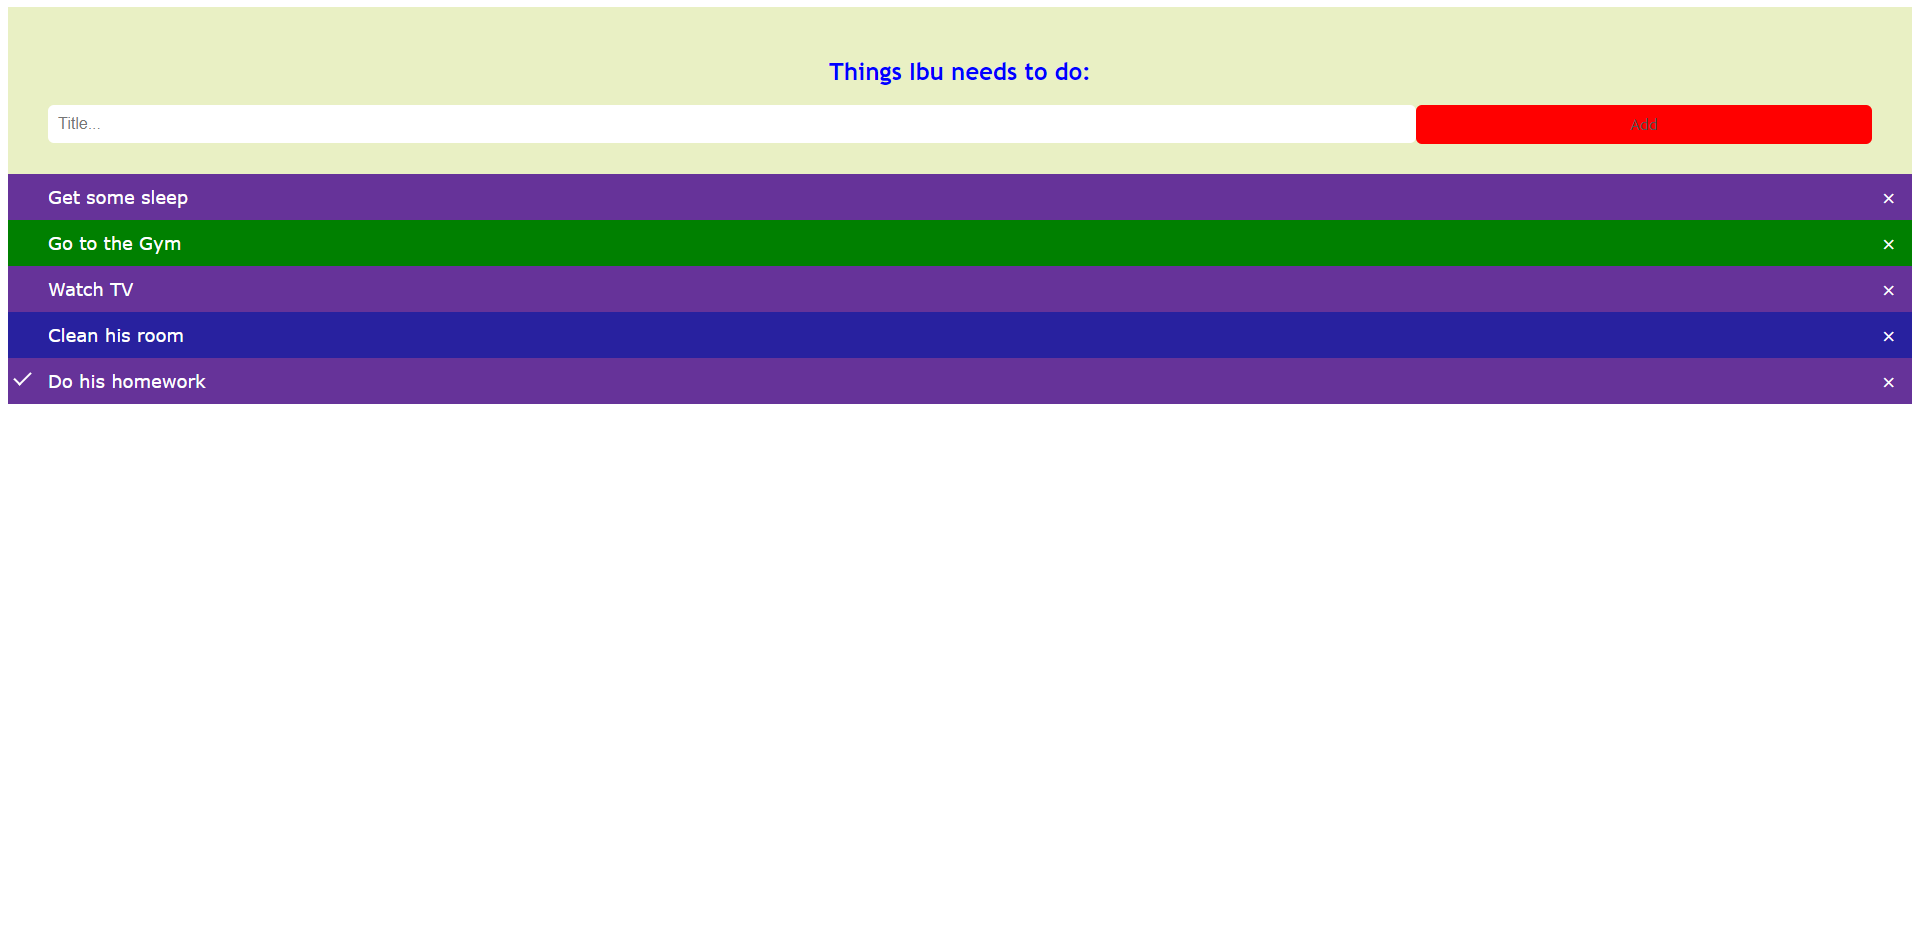 Things Ibu needs to do:
Title...
Add
Get some sleep ×
Go to the Gym ×
Watch TV ×
Clean his room ×
Do his homework ×